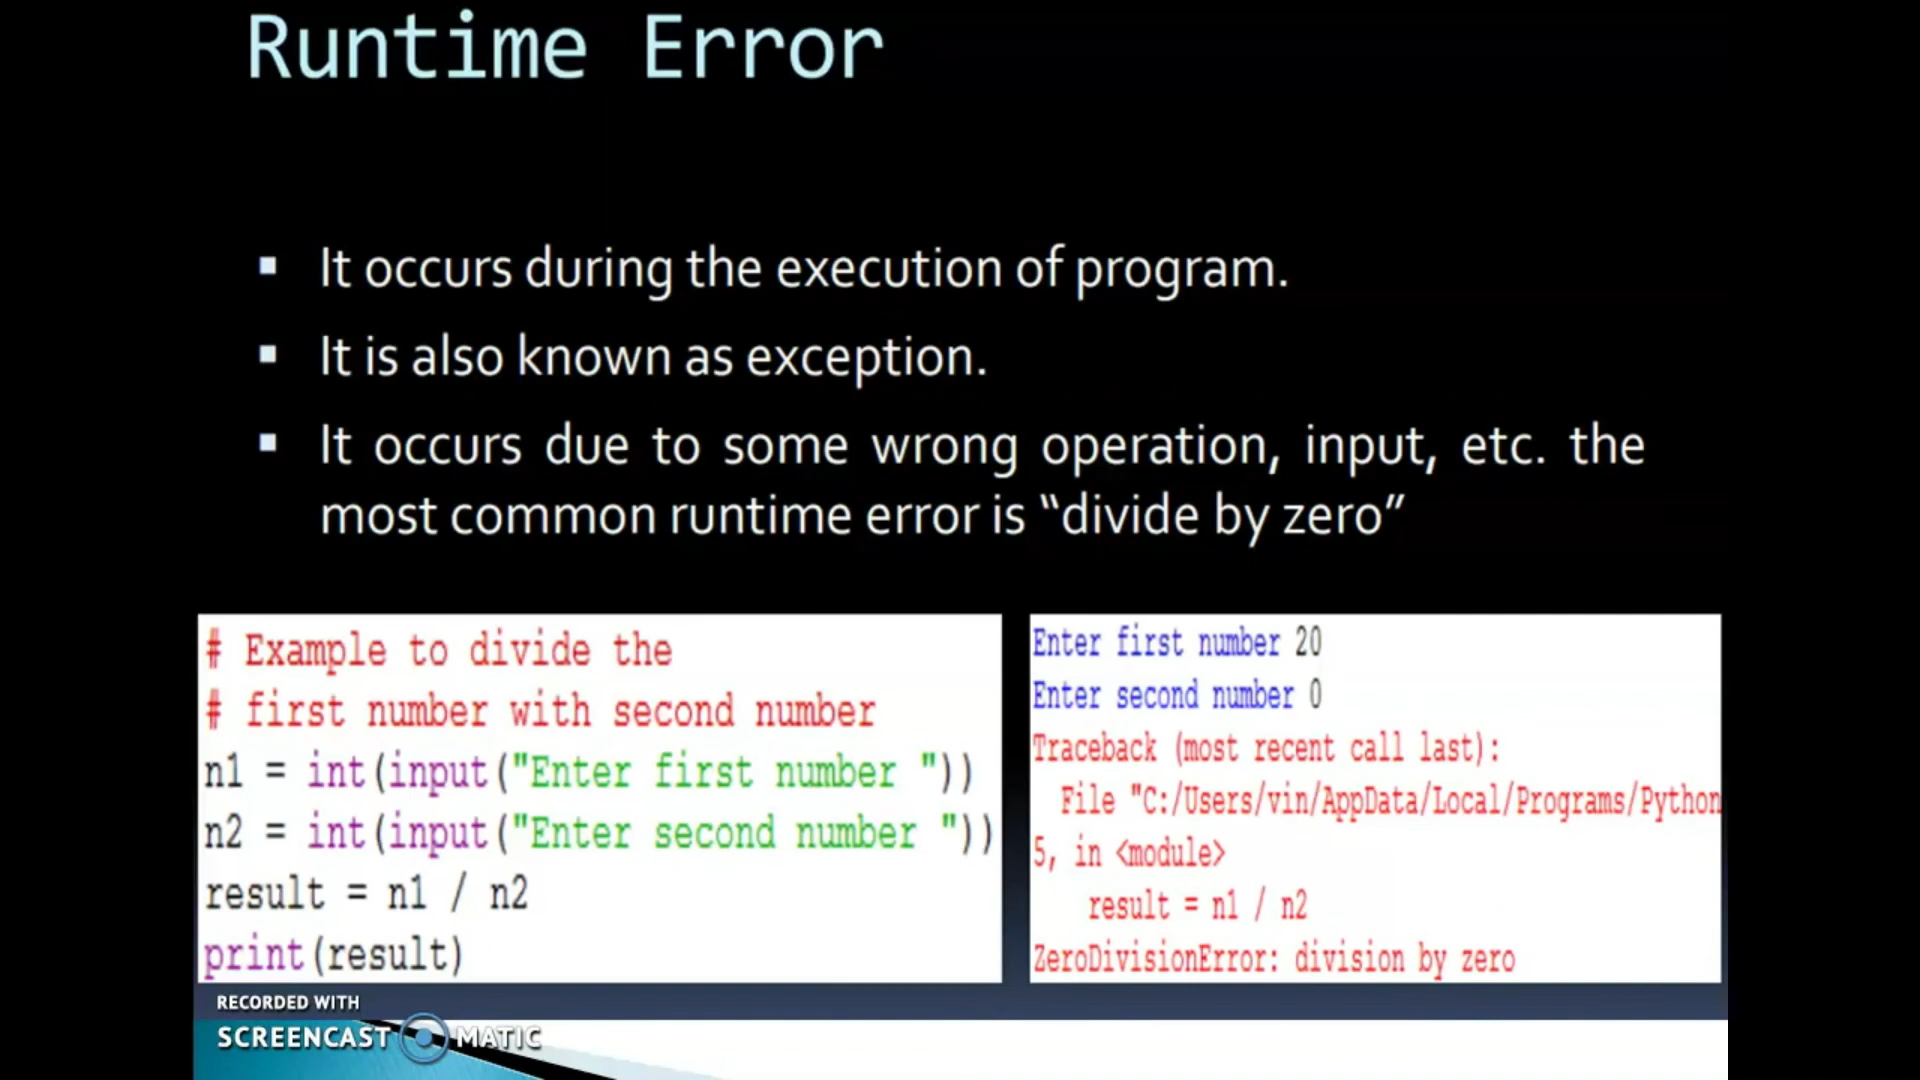 Runtime Error
▪ It occurs during the execution of program.
▪ It is also known as exception.
▪ It occurs due to some wrong operation, input, etc. the
most common runtime error is “divide by zero”
# Example to divide the
# first number with second number
n1 = int(input("Enter first number "))
n2 = int(input("Enter second number "))
result = n1 / n2
print(result)
Enter first number 20
Enter second number 0
Traceback (most recent call last):
  File "C:/Users/vin/AppData/Local/Programs/Python
5, in <module>
    result = n1 / n2
ZeroDivisionError: division by zero
RECORDED WITH
SCREENCAST MATIC